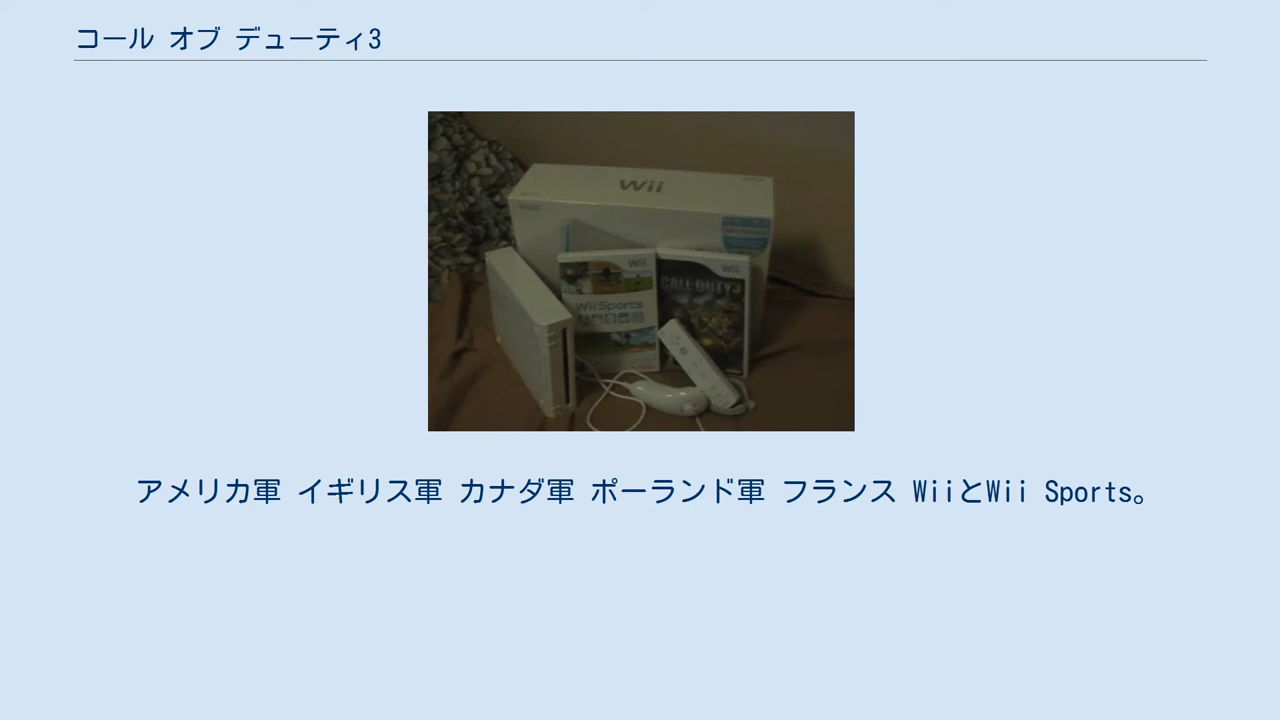 コール オブ デューティ3
Wii
Wii
Wii
CALL OF DUTY 3
Wii Sports
アメリカ軍 イギリス軍 カナダ軍 ポーランド軍 フランス WiiとWii Sports。